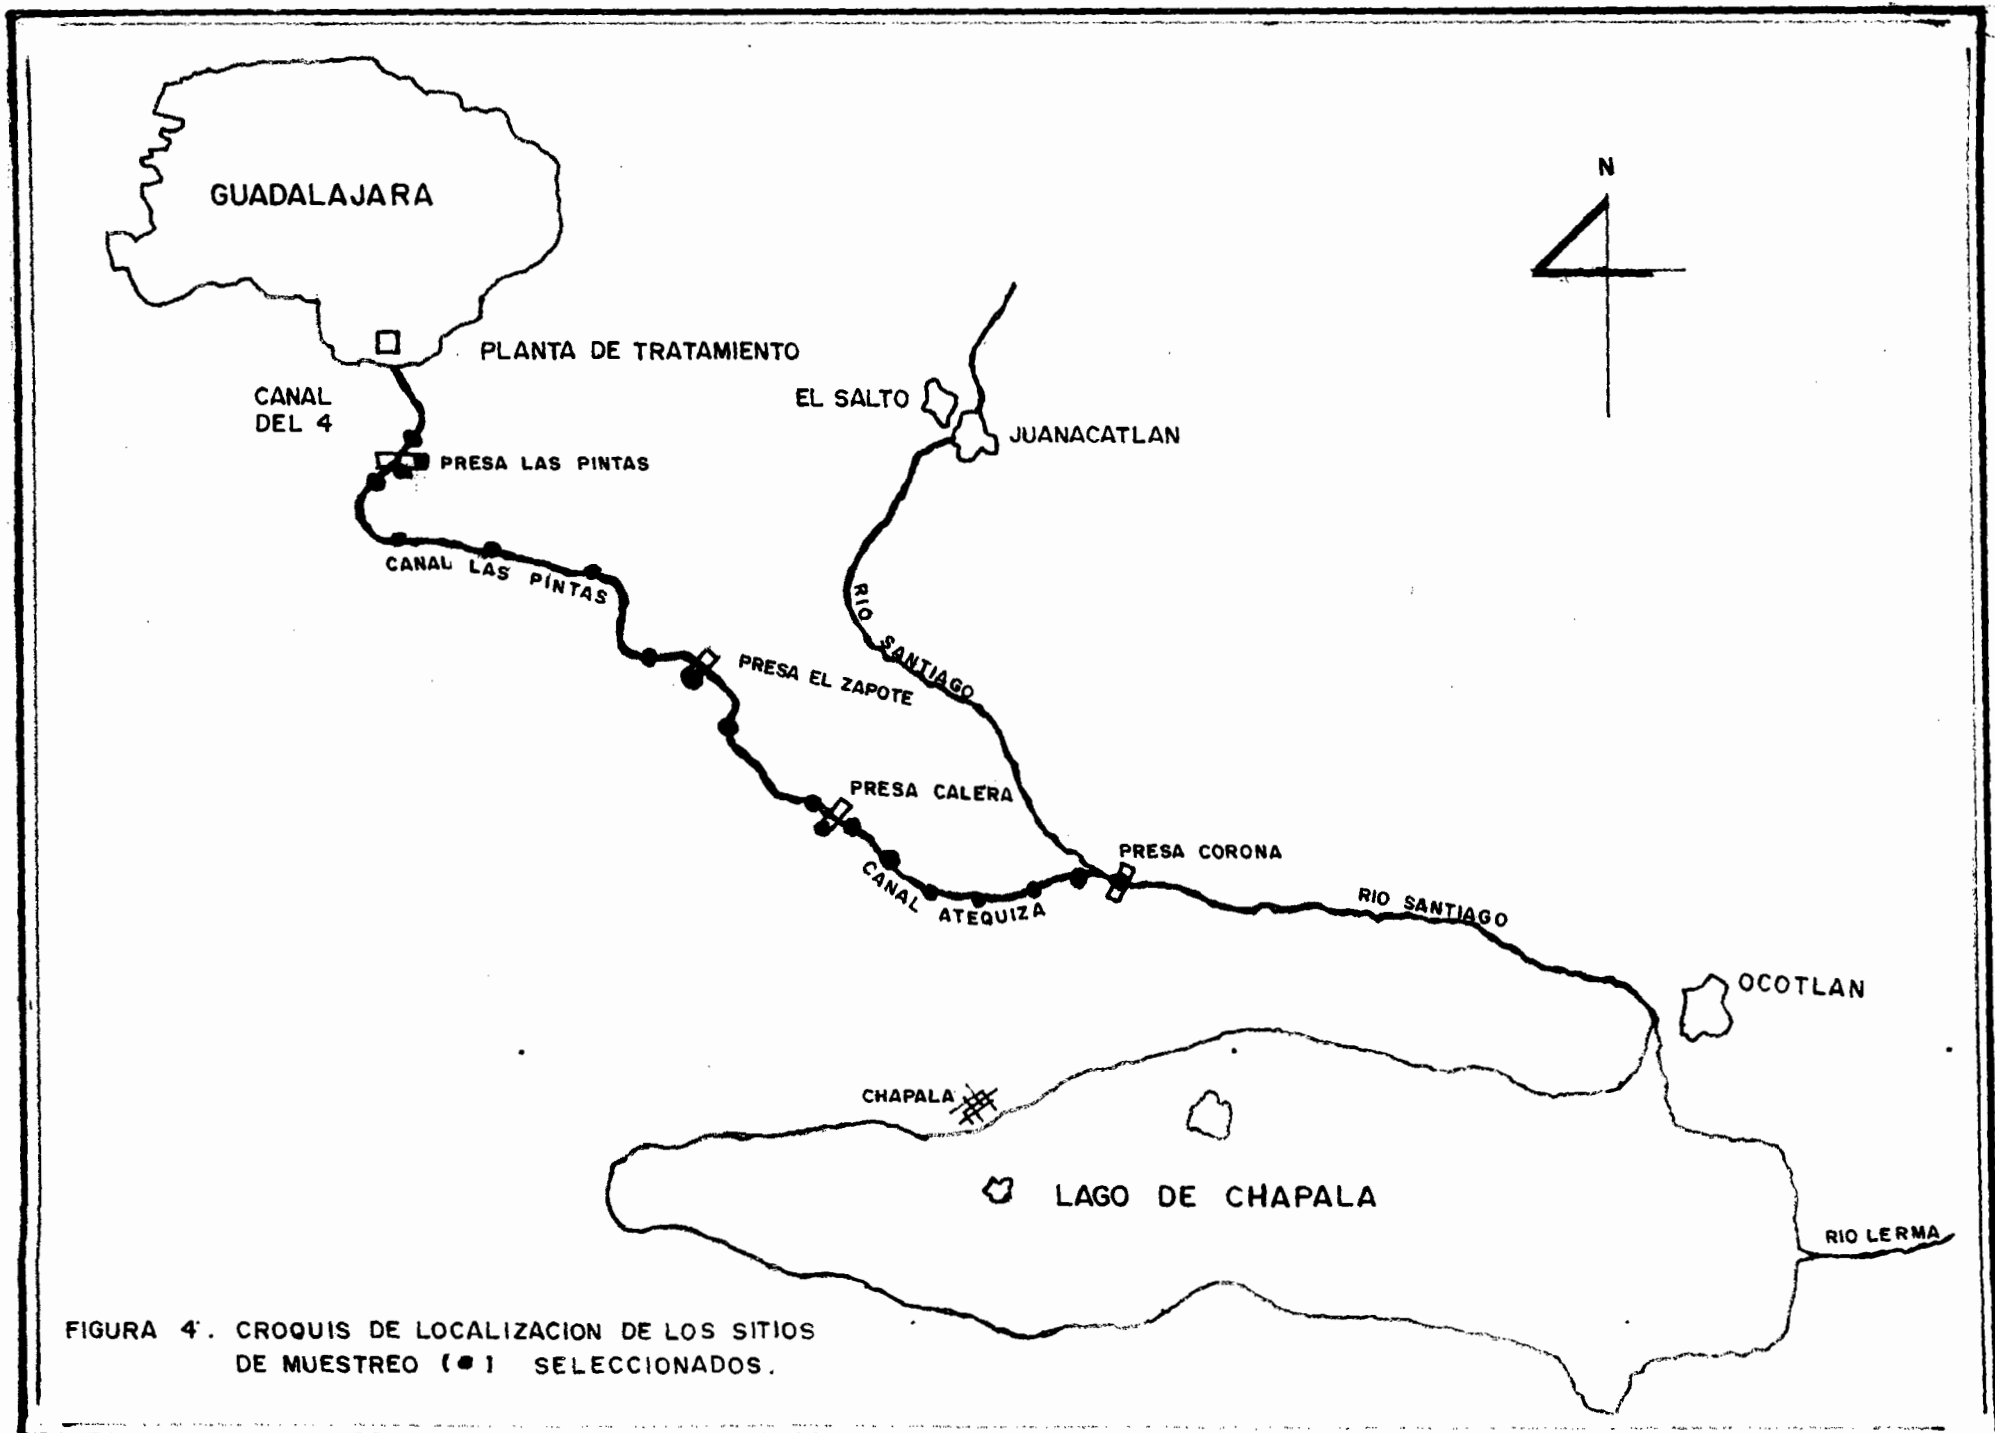 N
GUADALAJARA
PLANTA DE TRATAMIENTO
CANAL
DEL 4
EL SALTO
JUANACATLAN
PRESA LAS PINTAS
CANAL LAS PINTAS
RIO SANTIAGO
PRESA EL ZAPOTE
PRESA CALERA
PRESA CORONA
CANAL ATEQUIZA
RIO SANTIAGO
OCOTLAN
CHAPALA
LAGO DE CHAPALA
RIO LERMA
FIGURA 4. CROQUIS DE LOCALIZACION DE LOS SITIOS
DE MUESTREO (●) SELECCIONADOS.